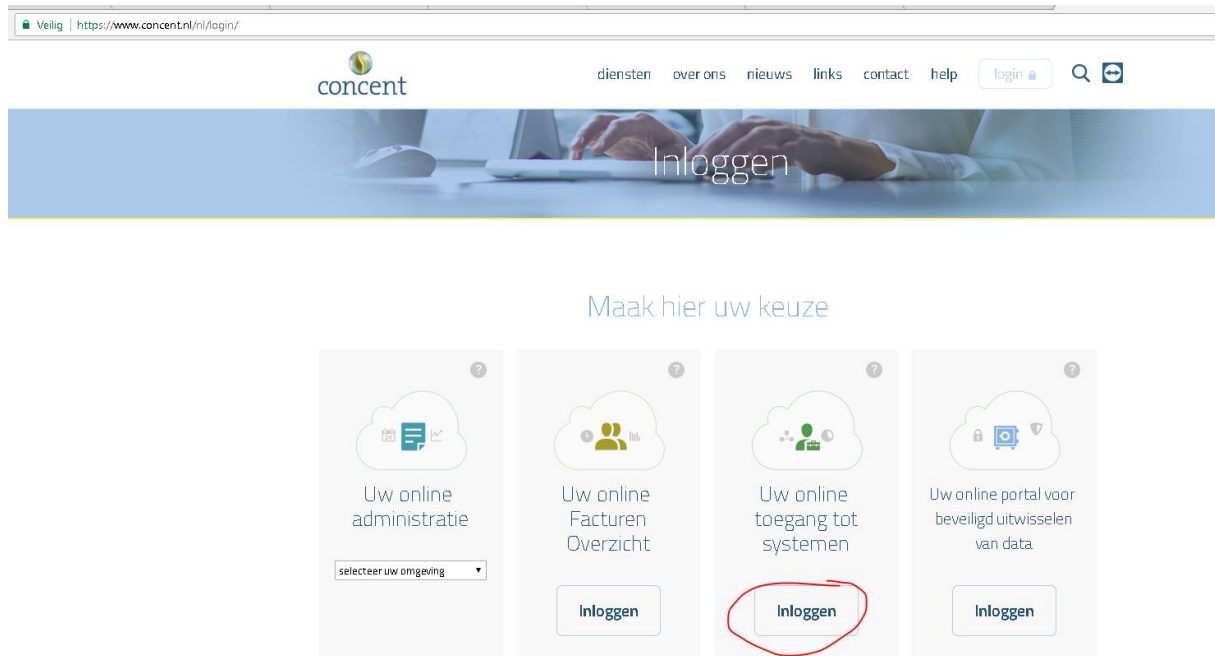 Veilig | https://www.concent.nl/nl/login/
concent
diensten over ons nieuws links contact help login
Inloggen
Maak hier uw keuze
? ? ? ?
Uw online
administratie
selecteer uw omgeving
Uw online
Facturen
Overzicht
Inloggen
Uw online
toegang tot
systemen
Inloggen
Uw online portal voor
beveiligd uitwisselen
van data
Inloggen